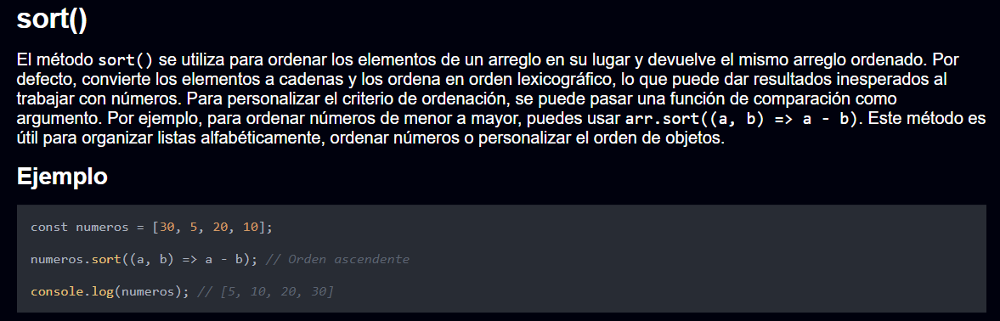 sort()
El método sort() se utiliza para ordenar los elementos de un arreglo en su lugar y devuelve el mismo arreglo ordenado. Por
defecto, convierte los elementos a cadenas y los ordena en orden lexicográfico, lo que puede dar resultados inesperados al
trabajar con números. Para personalizar el criterio de ordenación, se puede pasar una función de comparación como
argumento. Por ejemplo, para ordenar números de menor a mayor, puedes usar arr.sort((a, b) => a - b). Este método es
útil para organizar listas alfabéticamente, ordenar números o personalizar el orden de objetos.
Ejemplo
const numeros = [30, 5, 20, 10];
numeros.sort((a, b) => a - b); // Orden ascendente
console.log(numeros); // [5, 10, 20, 30]